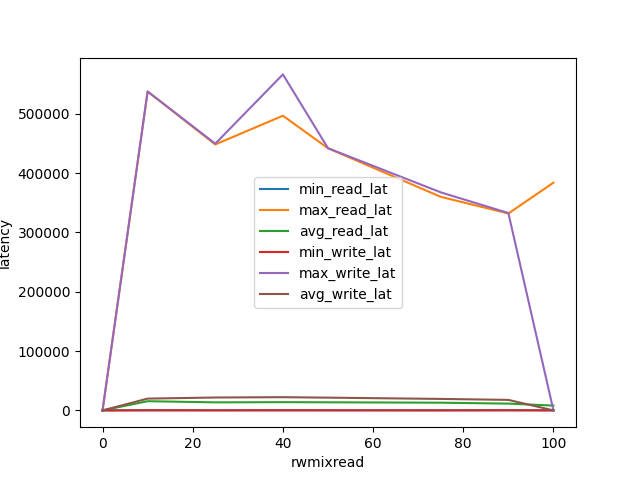 500000
400000
300000
200000
100000
0
latency
min_read_lat
max_read_lat
avg_read_lat
min_write_lat
max_write_lat
avg_write_lat
0 20 40 60 80 100
rwmixread